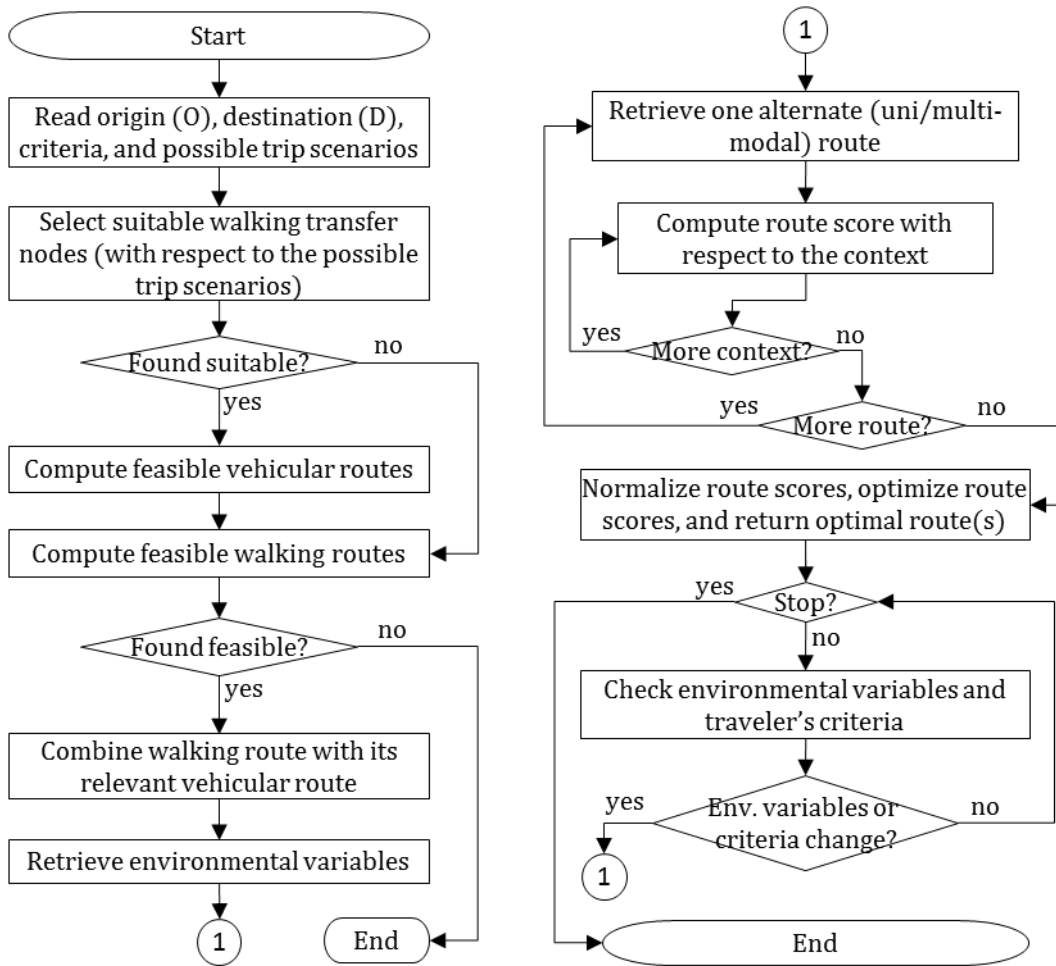 Start
Read origin (O), destination (D),
criteria, and possible trip scenarios
Select suitable walking transfer
nodes (with respect to the possible
trip scenarios)
Found suitable?
no
yes
Compute feasible vehicular routes
Compute feasible walking routes
Found feasible?
no
yes
Combine walking route with its
relevant vehicular route
Retrieve environmental variables
1
End
1
Retrieve one alternate (uni/multi-
modal) route
Compute route score with
respect to the context
yes
More context?
no
yes
More route?
no
Normalize route scores, optimize route
scores, and return optimal route(s)
yes
Stop?
no
Check environmental variables and
traveler's criteria
yes
Env. variables or
criteria change?
no
1
End